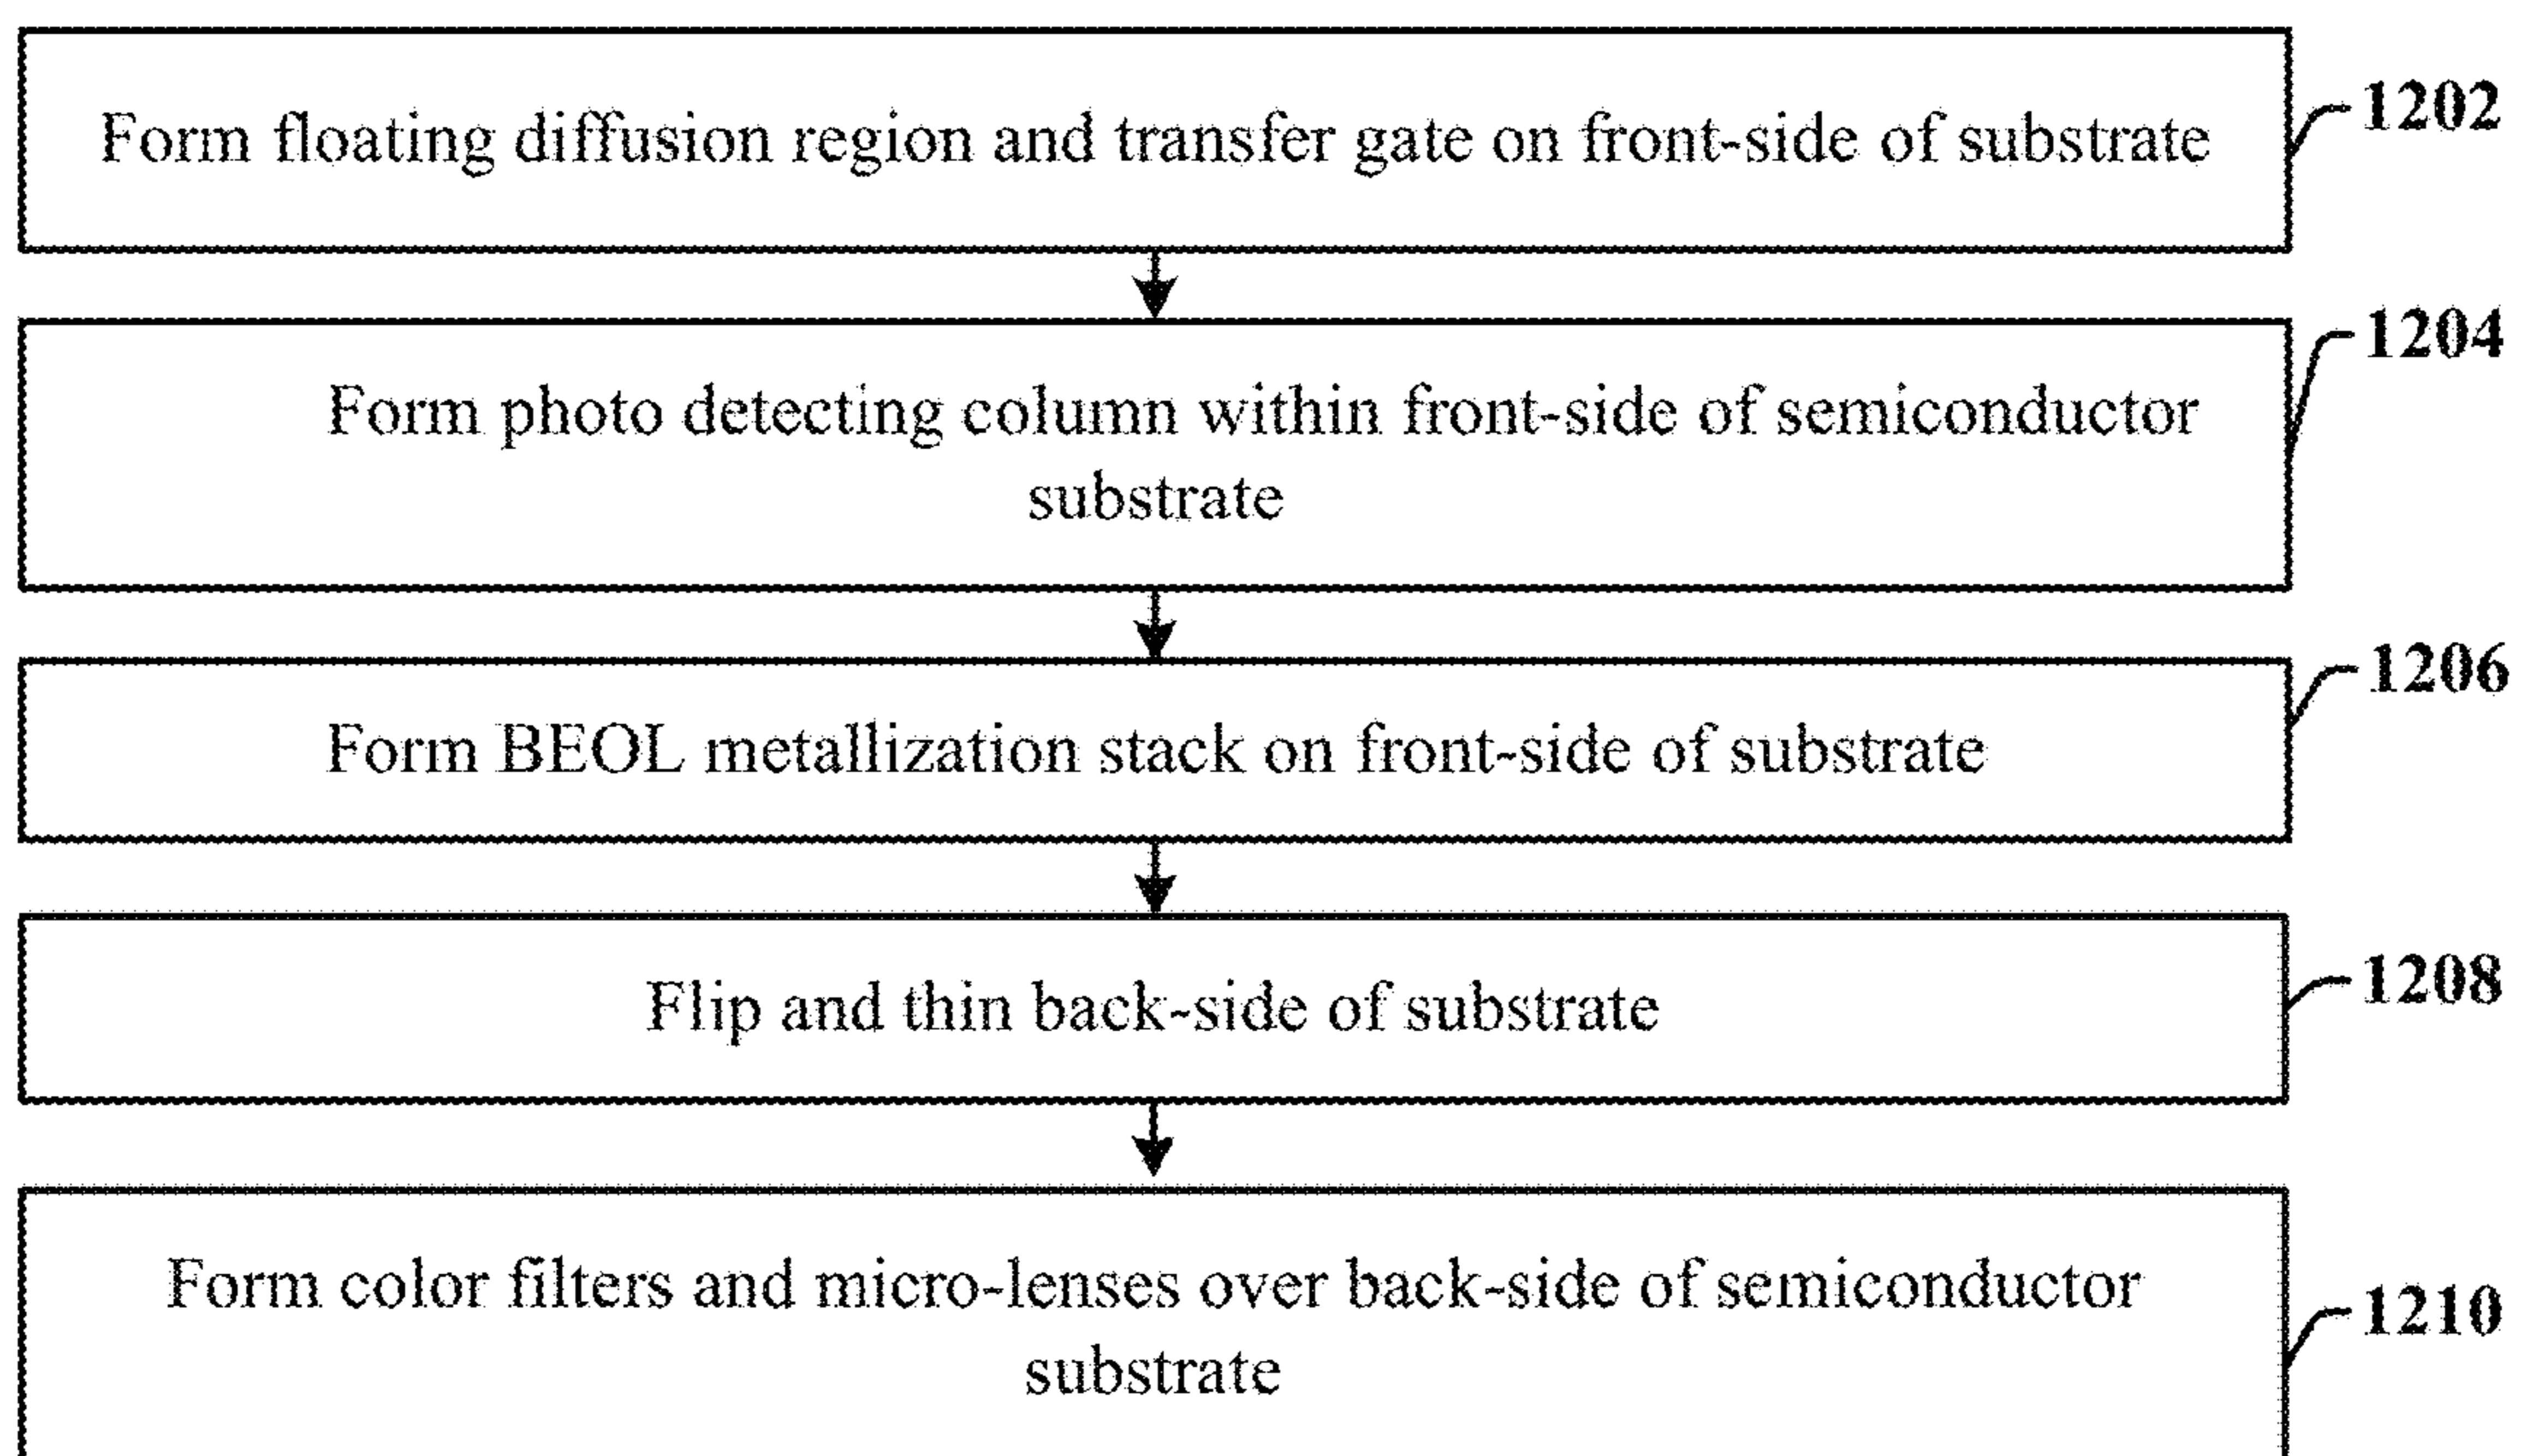 Form floating diffusion region and transfer gate on front-side of substrate
1202
Form photo detecting column within front-side of semiconductor
substrate
1204
Form BEOL metallization stack on front-side of substrate
1206
Flip and thin back-side of substrate
1208
Form color filters and micro-lenses over back-side of semiconductor
substrate
1210